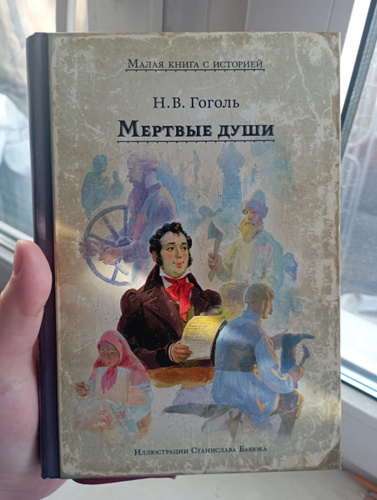 Малая книга с историей
Н.В. Гоголь
Мертвые души
Иллюстрации Станислава Бабюка